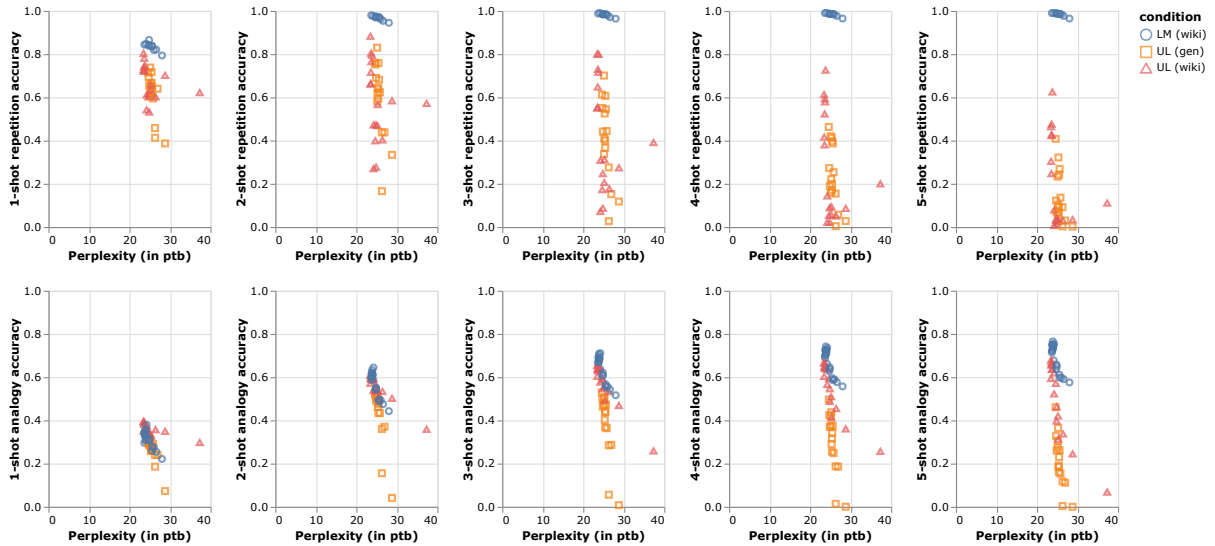 1-shot repetition accuracy
1.0
0.8
0.6
0.4
0.2
0.0
0 10 20 30 40
Perplexity (in ptb)
2-shot repetition accuracy
1.0
0.8
0.6
0.4
0.2
0.0
0 10 20 30 40
Perplexity (in ptb)
3-shot repetition accuracy
1.0
0.8
0.6
0.4
0.2
0.0
0 10 20 30 40
Perplexity (in ptb)
4-shot repetition accuracy
1.0
0.8
0.6
0.4
0.2
0.0
0 10 20 30 40
Perplexity (in ptb)
5-shot repetition accuracy
1.0
0.8
0.6
0.4
0.2
0.0
0 10 20 30 40
Perplexity (in ptb)
condition
LM (wiki)
UL (gen)
UL (wiki)
1-shot analogy accuracy
1.0
0.8
0.6
0.4
0.2
0.0
0 10 20 30 40
Perplexity (in ptb)
2-shot analogy accuracy
1.0
0.8
0.6
0.4
0.2
0.0
0 10 20 30 40
Perplexity (in ptb)
3-shot analogy accuracy
1.0
0.8
0.6
0.4
0.2
0.0
0 10 20 30 40
Perplexity (in ptb)
4-shot analogy accuracy
1.0
0.8
0.6
0.4
0.2
0.0
0 10 20 30 40
Perplexity (in ptb)
5-shot analogy accuracy
1.0
0.8
0.6
0.4
0.2
0.0
0 10 20 30 40
Perplexity (in ptb)